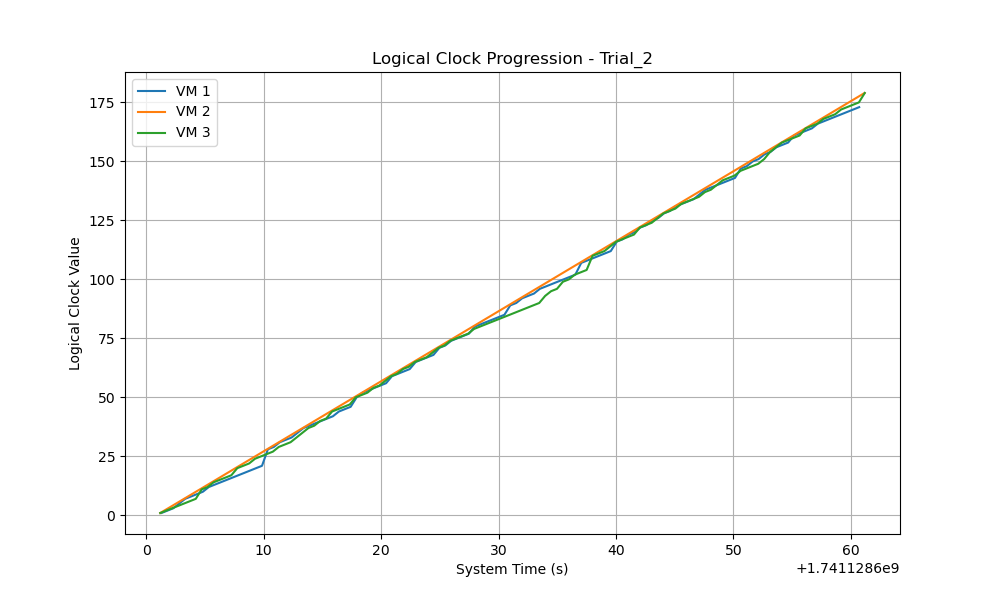 Logical Clock Progression - Trial_2
VM 1
VM 2
VM 3
175
150
125
100
75
50
25
0
Logical Clock Value
0 10 20 30 40 50 60
System Time (s)
+1.7411286e9